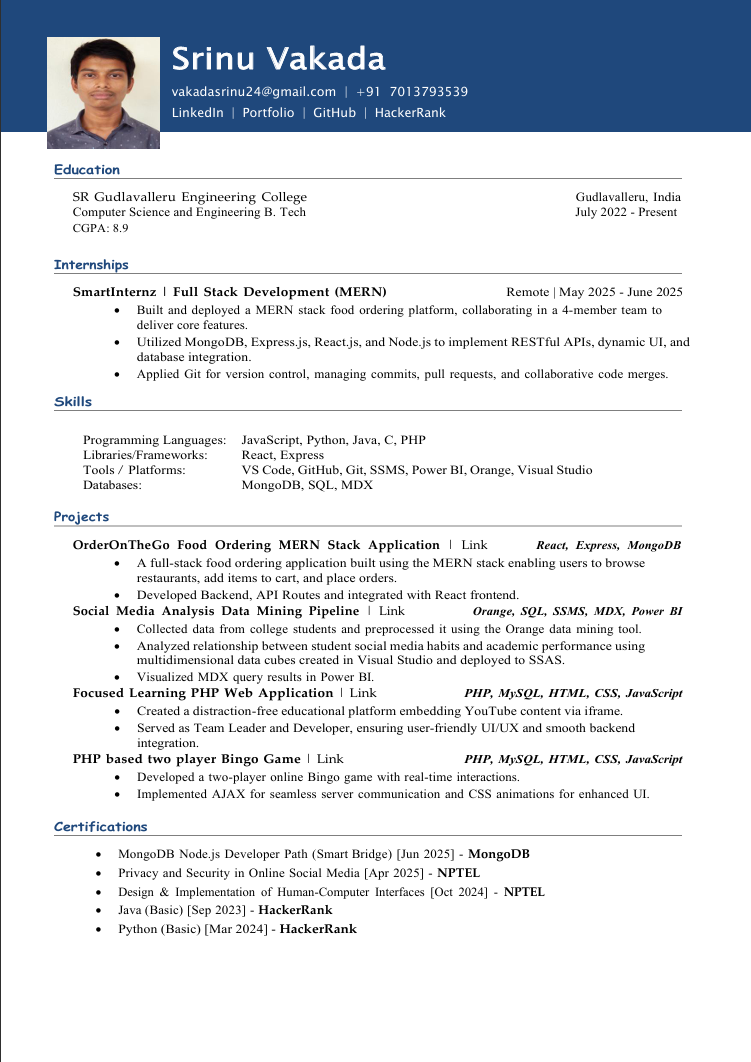 Srinu Vakada
vakadasrinu24@gmail.com | +91 7013793539
LinkedIn | Portfolio | GitHub | HackerRank
Education
SR Gudlavalleru Engineering College Gudlavalleru, India
Computer Science and Engineering B. Tech July 2022 - Present
CGPA: 8.9
Internships
SmartInternz | Full Stack Development (MERN) Remote | May 2025 - June 2025
• Built and deployed a MERN stack food ordering platform, collaborating in a 4-member team to
deliver core features.
• Utilized MongoDB, Express.js, React.js, and Node.js to implement RESTful APIs, dynamic UI, and
database integration.
• Applied Git for version control, managing commits, pull requests, and collaborative code merges.
Skills
Programming Languages: JavaScript, Python, Java, C, PHP
Libraries/Frameworks: React, Express
Tools / Platforms: VS Code, GitHub, Git, SSMS, Power BI, Orange, Visual Studio
Databases: MongoDB, SQL, MDX
Projects
OrderOnTheGo Food Ordering MERN Stack Application | Link React, Express, MongoDB
• A full-stack food ordering application built using the MERN stack enabling users to browse
restaurants, add items to cart, and place orders.
• Developed Backend, API Routes and integrated with React frontend.
Social Media Analysis Data Mining Pipeline | Link Orange, SQL, SSMS, MDX, Power BI
• Collected data from college students and preprocessed it using the Orange data mining tool.
• Analyzed relationship between student social media habits and academic performance using
multidimensional data cubes created in Visual Studio and deployed to SSAS.
• Visualized MDX query results in Power BI.
Focused Learning PHP Web Application | Link PHP, MySQL, HTML, CSS, JavaScript
• Created a distraction-free educational platform embedding YouTube content via iframe.
• Served as Team Leader and Developer, ensuring user-friendly UI/UX and smooth backend
integration.
PHP based two player Bingo Game | Link PHP, MySQL, HTML, CSS, JavaScript
• Developed a two-player online Bingo game with real-time interactions.
• Implemented AJAX for seamless server communication and CSS animations for enhanced UI.
Certifications
• MongoDB Node.js Developer Path (Smart Bridge) [Jun 2025] - MongoDB
• Privacy and Security in Online Social Media [Apr 2025] - NPTEL
• Design & Implementation of Human-Computer Interfaces [Oct 2024] - NPTEL
• Java (Basic) [Sep 2023] - HackerRank
• Python (Basic) [Mar 2024] - HackerRank